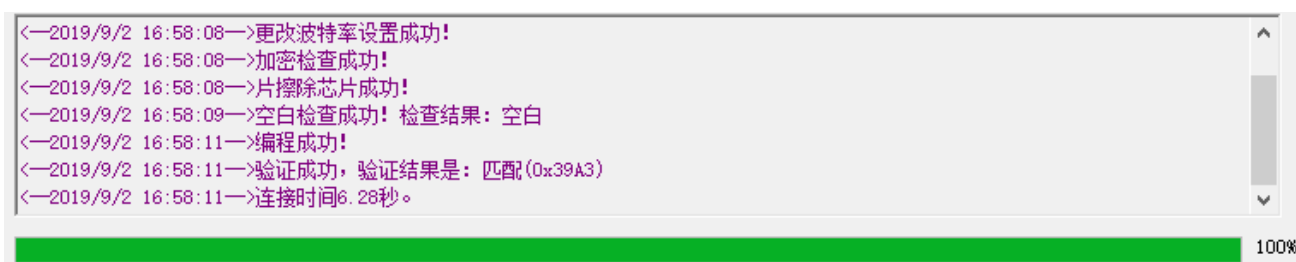 <—2019/9/2 16:58:08—>更改波特率设置成功!
<—2019/9/2 16:58:08—>加密检查成功!
<—2019/9/2 16:58:08—>片擦除芯片成功!
<—2019/9/2 16:58:09—>空白检查成功! 检查结果: 空白
<—2019/9/2 16:58:11—>编程成功!
<—2019/9/2 16:58:11—>验证成功, 验证结果是: 匹配(0x39A3)
<—2019/9/2 16:58:11—>连接时间6.28秒。
100%